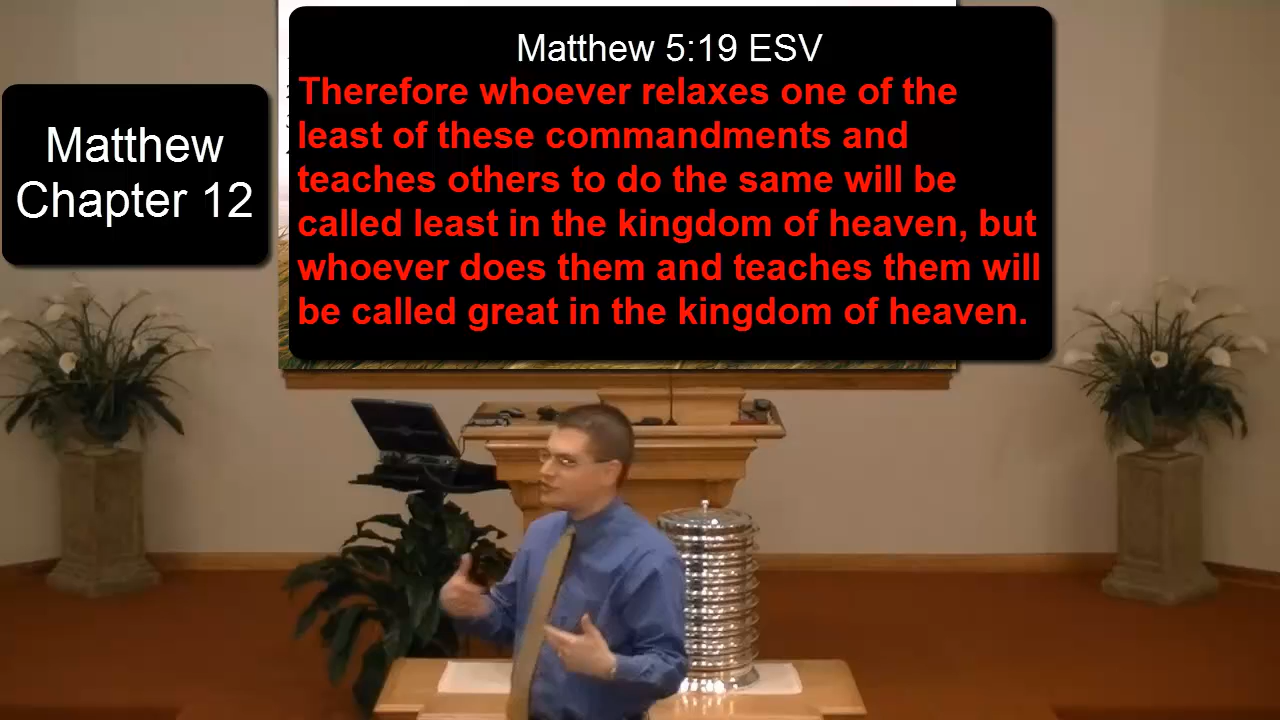 Matthew 5:19 ESV
Therefore whoever relaxes one of the
least of these commandments and
teaches others to do the same will be
called least in the kingdom of heaven, but
whoever does them and teaches them will
be called great in the kingdom of heaven.
Matthew
Chapter 12